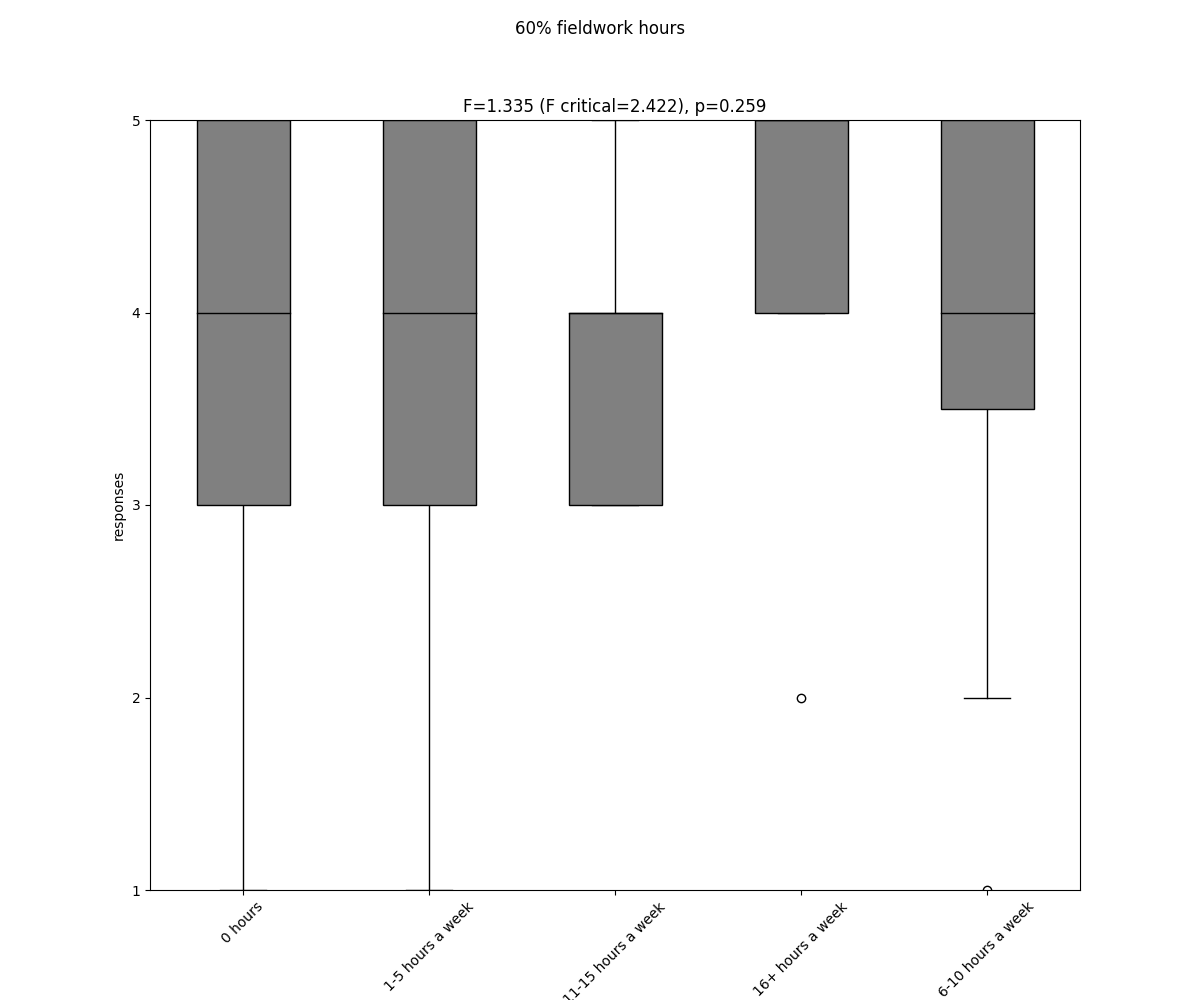 60% fieldwork hours
F=1.335 (F critical=2.422), p=0.259
responses
5
4
3
2
1
0 hours
1-5 hours a week
11-15 hours a week
16+ hours a week
6-10 hours a week